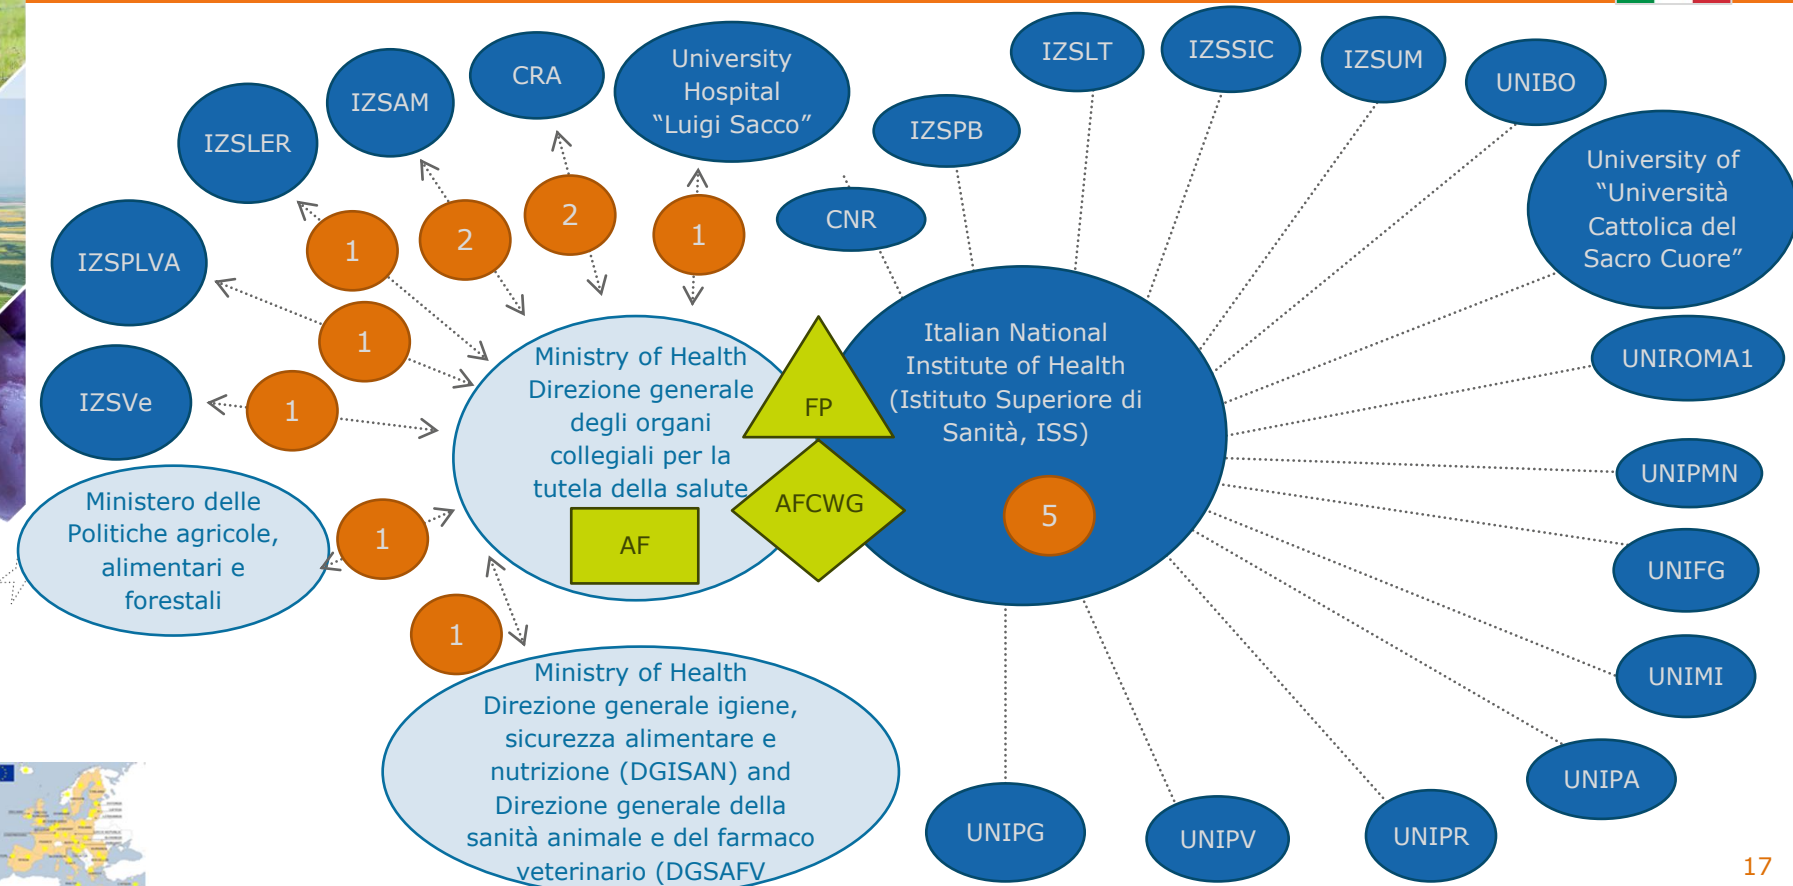 University
Hospital
“Luigi Sacco”
CRA
IZSAM
IZSLER
IZSPLVA
IZSVe
IZSLT
IZSSIC
IZSUM
UNIBO
IZSPB
CNR
University of
“Università
Cattolica del
Sacro Cuore”
UNIROMA1
UNIPMN
UNIFG
UNIMI
UNIPA
UNIPR
UNIPV
UNIPG
1
2
2
1
1
1
1
1
5
Ministry of Health
Direzione generale
degli organi
collegiali per la
tutela della salute
Italian National
Institute of Health
(Istituto Superiore di
Sanità, ISS)
FP
AFCWG
AF
Ministero delle
Politiche agricole,
alimentari e
forestali
Ministry of Health
Direzione generale igiene,
sicurezza alimentare e
nutrizione (DGISAN) and
Direzione generale della
sanità animale e del farmaco
veterinario (DGSAFV
17